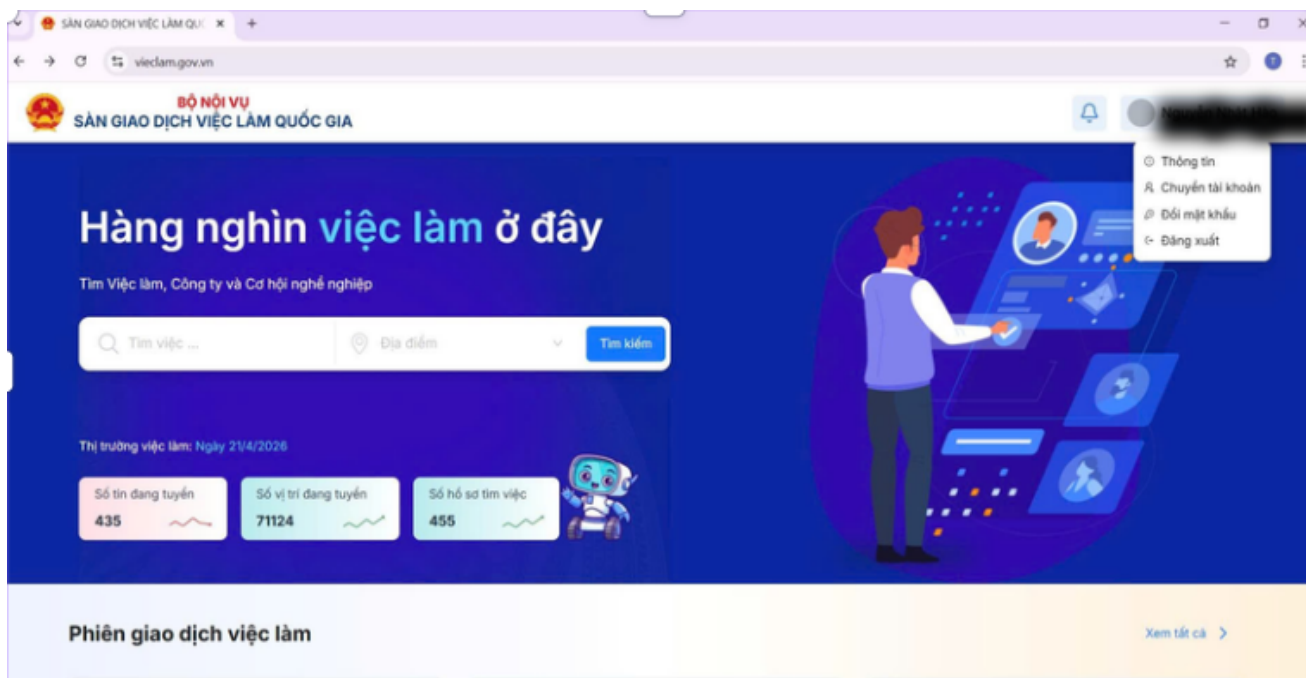 SÀN GIAO DỊCH VIỆC LÀM QUỐC
vieclam.gov.vn
BỘ NỘI VỤ
SÀN GIAO DỊCH VIỆC LÀM QUỐC GIA
Thông tin
Chuyển tài khoản
Đổi mật khẩu
Đăng xuất
Hàng nghìn việc làm ở đây
Tìm Việc làm, Công ty và Cơ hội nghề nghiệp
Tìm việc ... Địa điểm Tìm kiếm
Thị trường việc làm: Ngày 21/4/2026
Số tin đang tuyển Số vị trí đang tuyển Số hồ sơ tìm việc
435 71124 455
Phiên giao dịch việc làm Xem tất cả